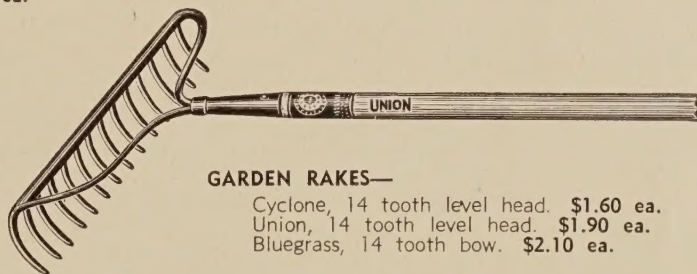 UNION
GARDEN RAKES—
Cyclone, 14 tooth level head. $1.60 ea.
Union, 14 tooth level head. $1.90 ea.
Bluegrass, 14 tooth bow. $2.10 ea.